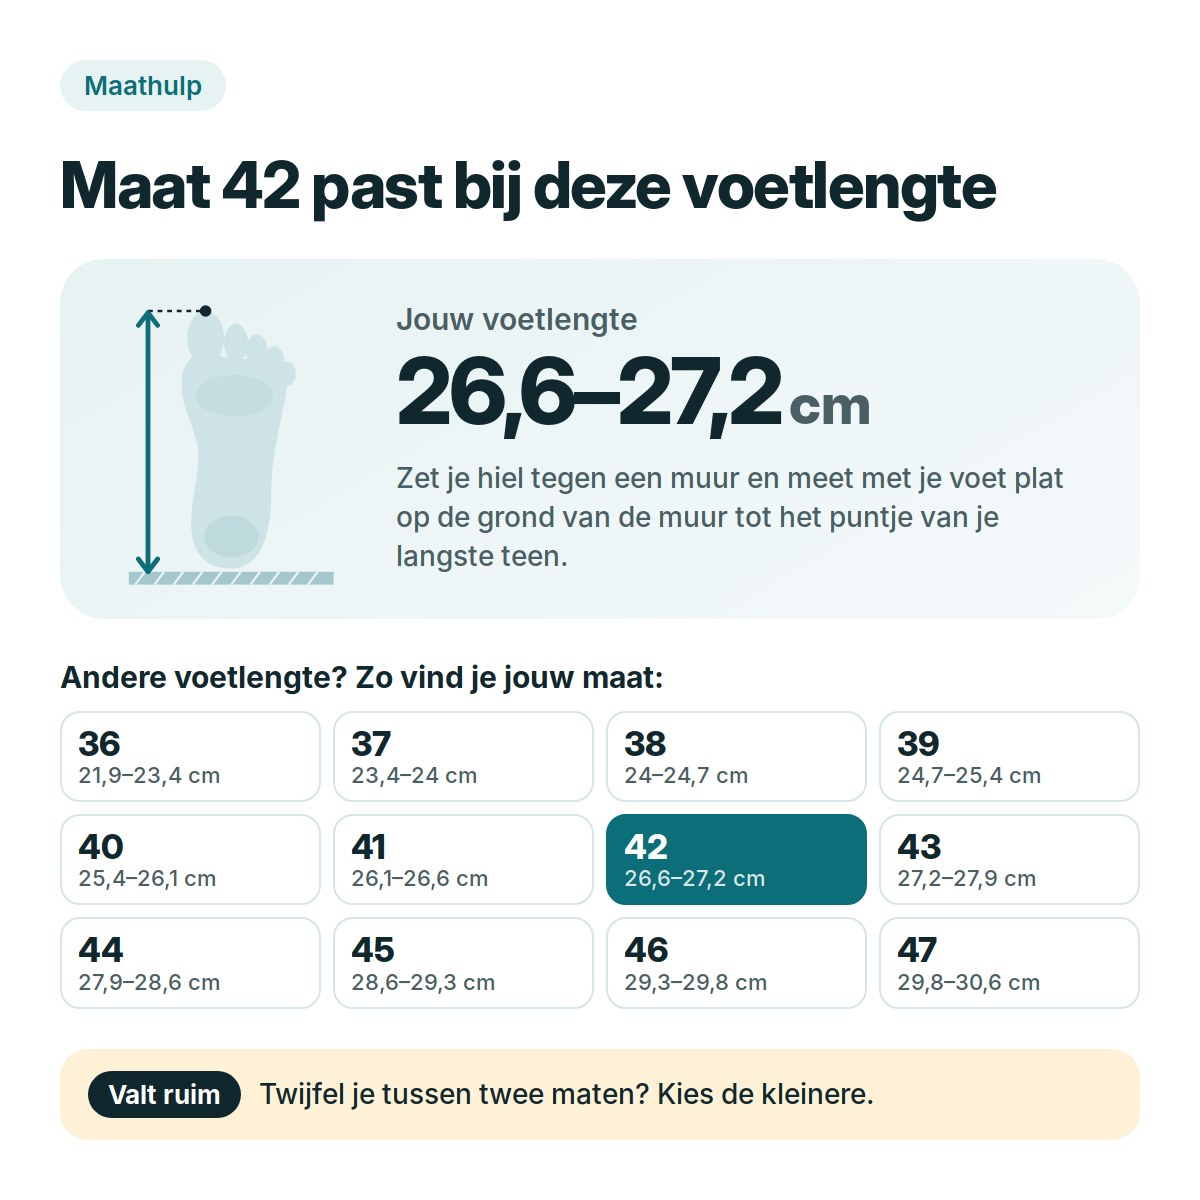 Maathulp
Maat 42 past bij deze voetlengte
Jouw voetlengte
26,6–27,2 cm
Zet je hiel tegen een muur en meet met je voet plat
op de grond van de muur tot het puntje van je
langste teen.
Andere voetlengte? Zo vind je jouw maat:
36
21,9–23,4 cm
37
23,4–24 cm
38
24–24,7 cm
39
24,7–25,4 cm
40
25,4–26,1 cm
41
26,1–26,6 cm
42
26,6–27,2 cm
43
27,2–27,9 cm
44
27,9–28,6 cm
45
28,6–29,3 cm
46
29,3–29,8 cm
47
29,8–30,6 cm
Valt ruim Twijfel je tussen twee maten? Kies de kleinere.